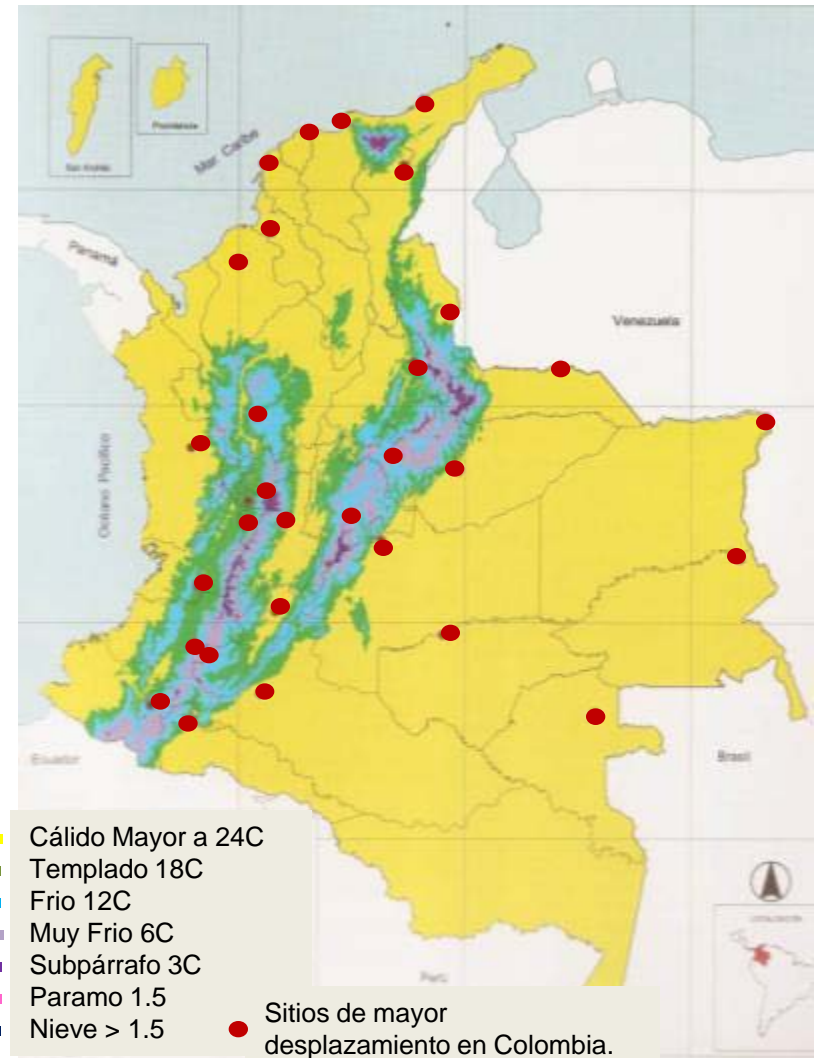 San Andrés
Providencia
Mar Caribe
Panamá
Venezuela
Océano Pacífico
Ecuador
Brasil
Perú
Cálido Mayor a 24C
Templado 18C
Frio 12C
Muy Frio 6C
Subpárrafo 3C
Paramo 1.5
Nieve > 1.5
Sitios de mayor
desplazamiento en Colombia.